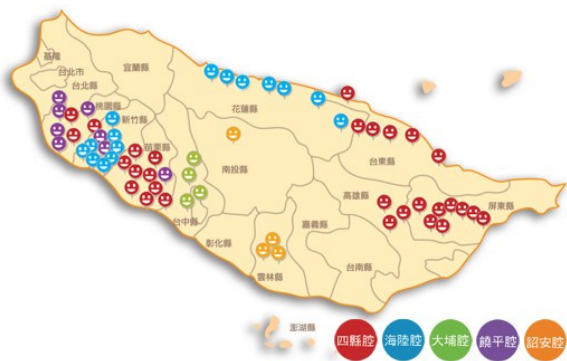 基隆
台北市
台北縣
宜蘭縣
桃園縣
新竹縣
苗栗縣
花蓮縣
南投縣
台東縣
台中縣
高雄縣
屏東縣
彰化縣
嘉義縣
雲林縣
台南縣
澎湖縣
四縣腔
海陸腔
大埔腔
饒平腔
詔安腔